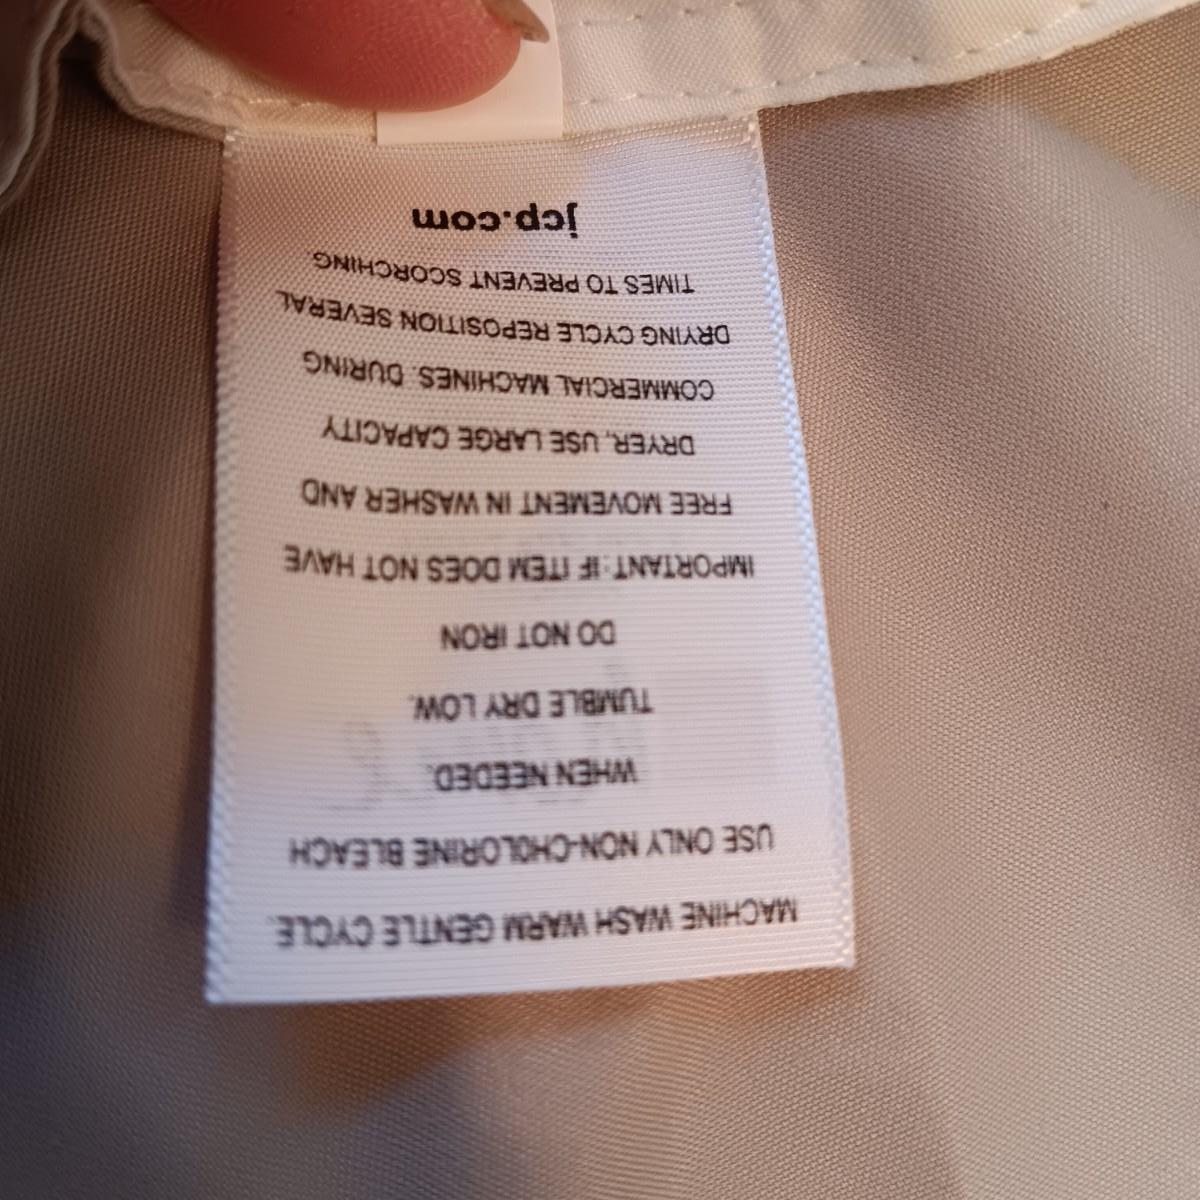 MACHINE WASH WARM GENTLE CYCLE.
USE ONLY NON-CHOLORINE BLEACH
WHEN NEEDED.
TUMBLE DRY LOW.
DO NOT IRON
IMPORTANT: IF ITEM DOES NOT HAVE
FREE MOVEMENT IN WASHER AND
DRYER, USE LARGE CAPACITY
COMMERCIAL MACHINES. DURING
DRYING CYCLE REPOSITION SEVERAL
TIMES TO PREVENT SCORCHING.
jcp.com